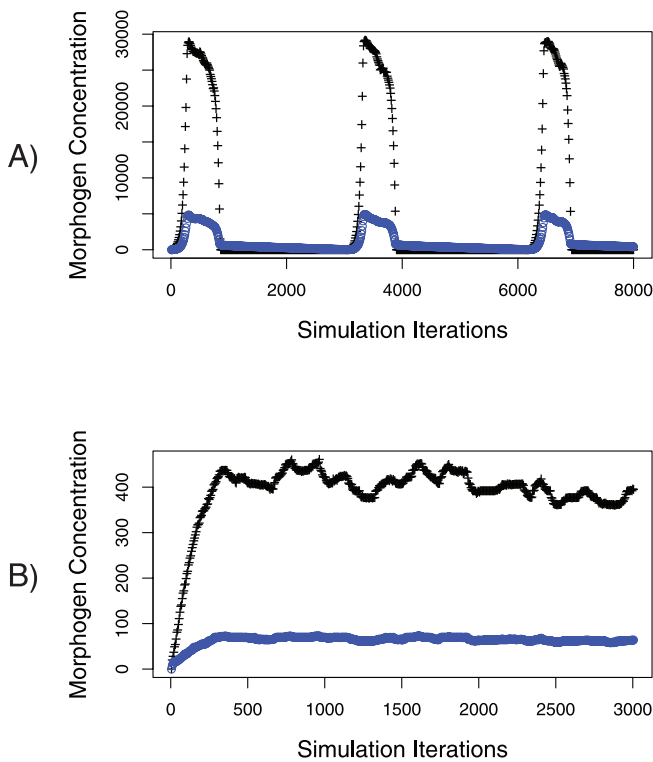 A)
Morphogen Concentration
30000
20000
10000
0
0 2000 4000 6000 8000
Simulation Iterations
B)
Morphogen Concentration
400
300
200
100
0
0 500 1000 1500 2000 2500 3000
Simulation Iterations